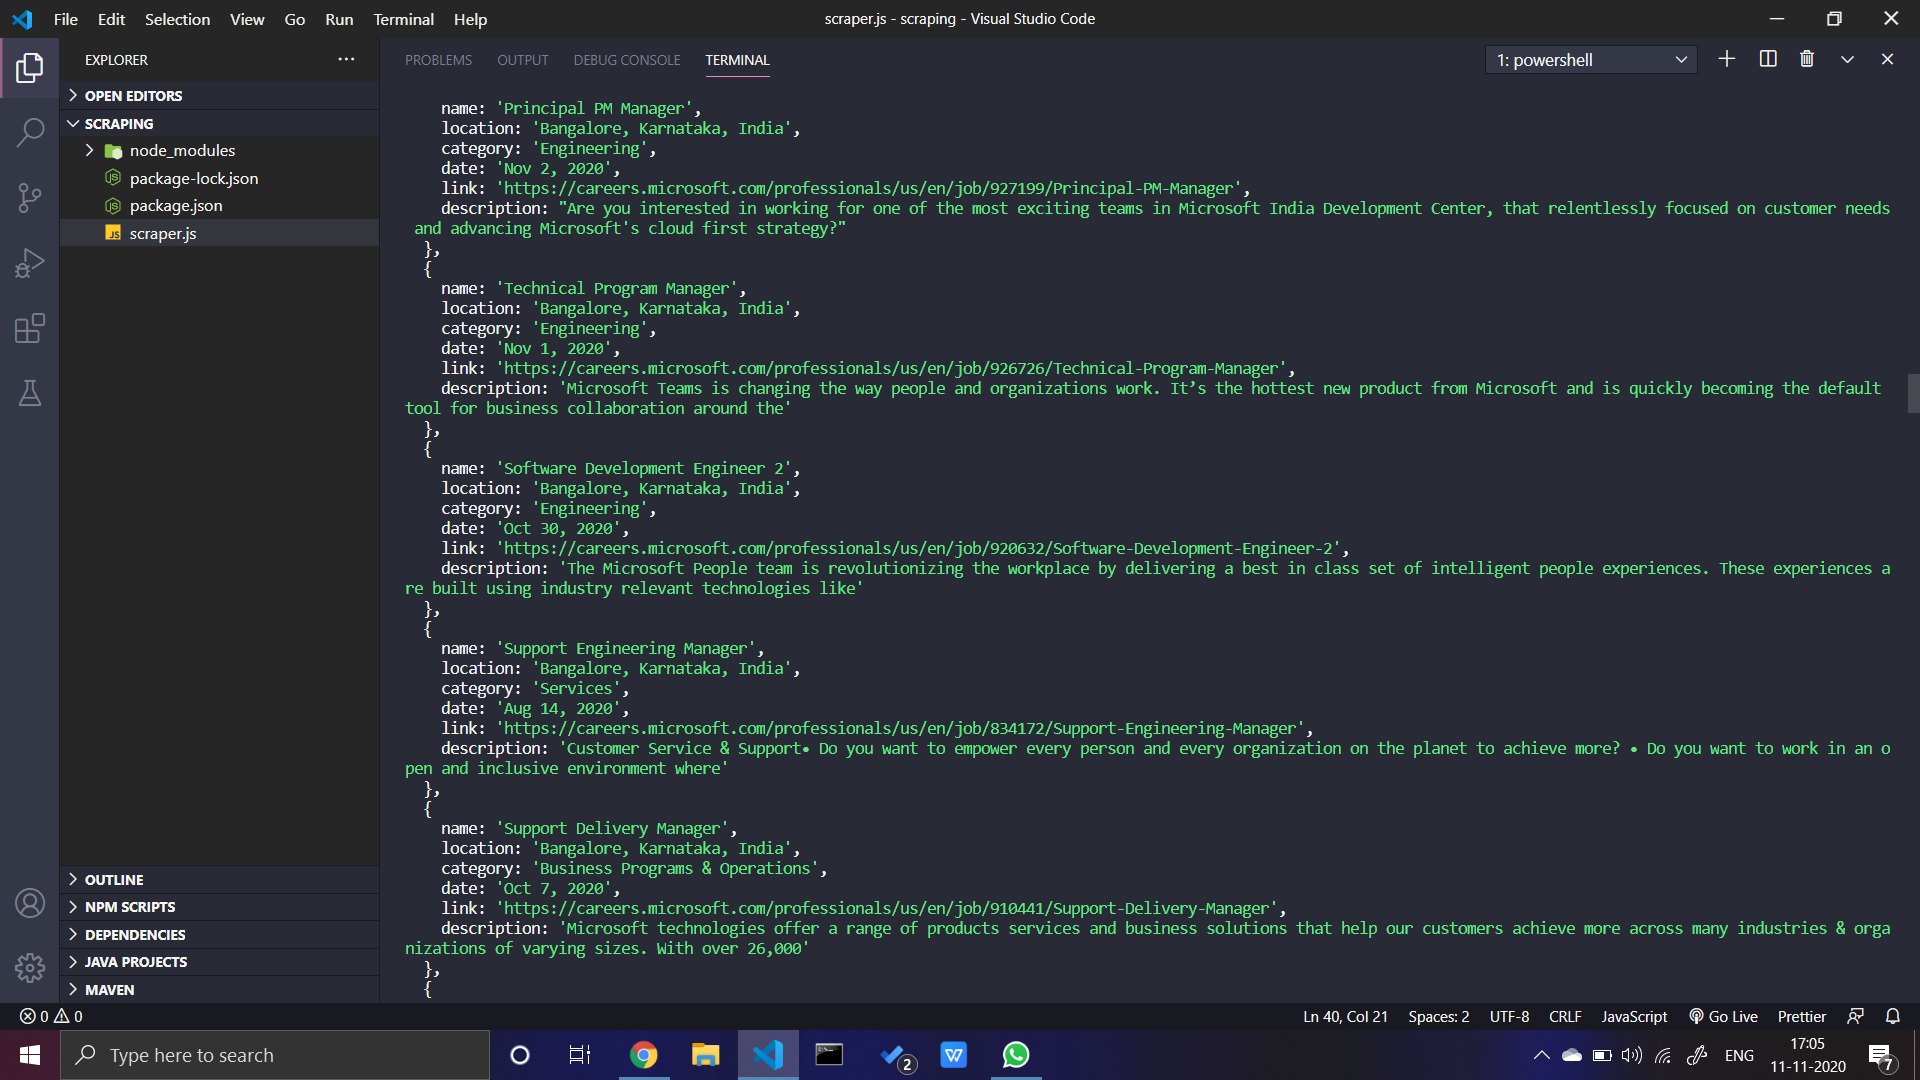 File Edit Selection View Go Run Terminal Help
scraper.js - scraping - Visual Studio Code
EXPLORER
OPEN EDITORS
SCRAPING
node_modules
package-lock.json
package.json
JS scraper.js
OUTLINE
NPM SCRIPTS
DEPENDENCIES
JAVA PROJECTS
MAVEN
PROBLEMS OUTPUT DEBUG CONSOLE TERMINAL
1: powershell
name: 'Principal PM Manager',
location: 'Bangalore, Karnataka, India',
category: 'Engineering',
date: 'Nov 2, 2020',
link: 'https://careers.microsoft.com/professionals/us/en/job/927199/Principal-PM-Manager',
description: "Are you interested in working for one of the most exciting teams in Microsoft India Development Center, that relentlessly focused on customer needs
and advancing Microsoft's cloud first strategy?"
},
{
name: 'Technical Program Manager',
location: 'Bangalore, Karnataka, India',
category: 'Engineering',
date: 'Nov 1, 2020',
link: 'https://careers.microsoft.com/professionals/us/en/job/926726/Technical-Program-Manager',
description: 'Microsoft Teams is changing the way people and organizations work. It’s the hottest new product from Microsoft and is quickly becoming the default
tool for business collaboration around the'
},
{
name: 'Software Development Engineer 2',
location: 'Bangalore, Karnataka, India',
category: 'Engineering',
date: 'Oct 30, 2020',
link: 'https://careers.microsoft.com/professionals/us/en/job/920632/Software-Development-Engineer-2',
description: 'The Microsoft People team is revolutionizing the workplace by delivering a best in class set of intelligent people experiences. These experiences a
re built using industry relevant technologies like'
},
{
name: 'Support Engineering Manager',
location: 'Bangalore, Karnataka, India',
category: 'Services',
date: 'Aug 14, 2020',
link: 'https://careers.microsoft.com/professionals/us/en/job/834172/Support-Engineering-Manager',
description: 'Customer Service & Support• Do you want to empower every person and every organization on the planet to achieve more? • Do you want to work in an o
pen and inclusive environment where'
},
{
name: 'Support Delivery Manager',
location: 'Bangalore, Karnataka, India',
category: 'Business Programs & Operations',
date: 'Oct 7, 2020',
link: 'https://careers.microsoft.com/professionals/us/en/job/910441/Support-Delivery-Manager',
description: 'Microsoft technologies offer a range of products services and business solutions that help our customers achieve more across many industries & orga
nizations of varying sizes. With over 26,000'
},
{
0 0
Ln 40, Col 21 Spaces: 2 UTF-8 CRLF JavaScript Go Live Prettier
Type here to search
2
W
ENG
17:05
11-11-2020
7